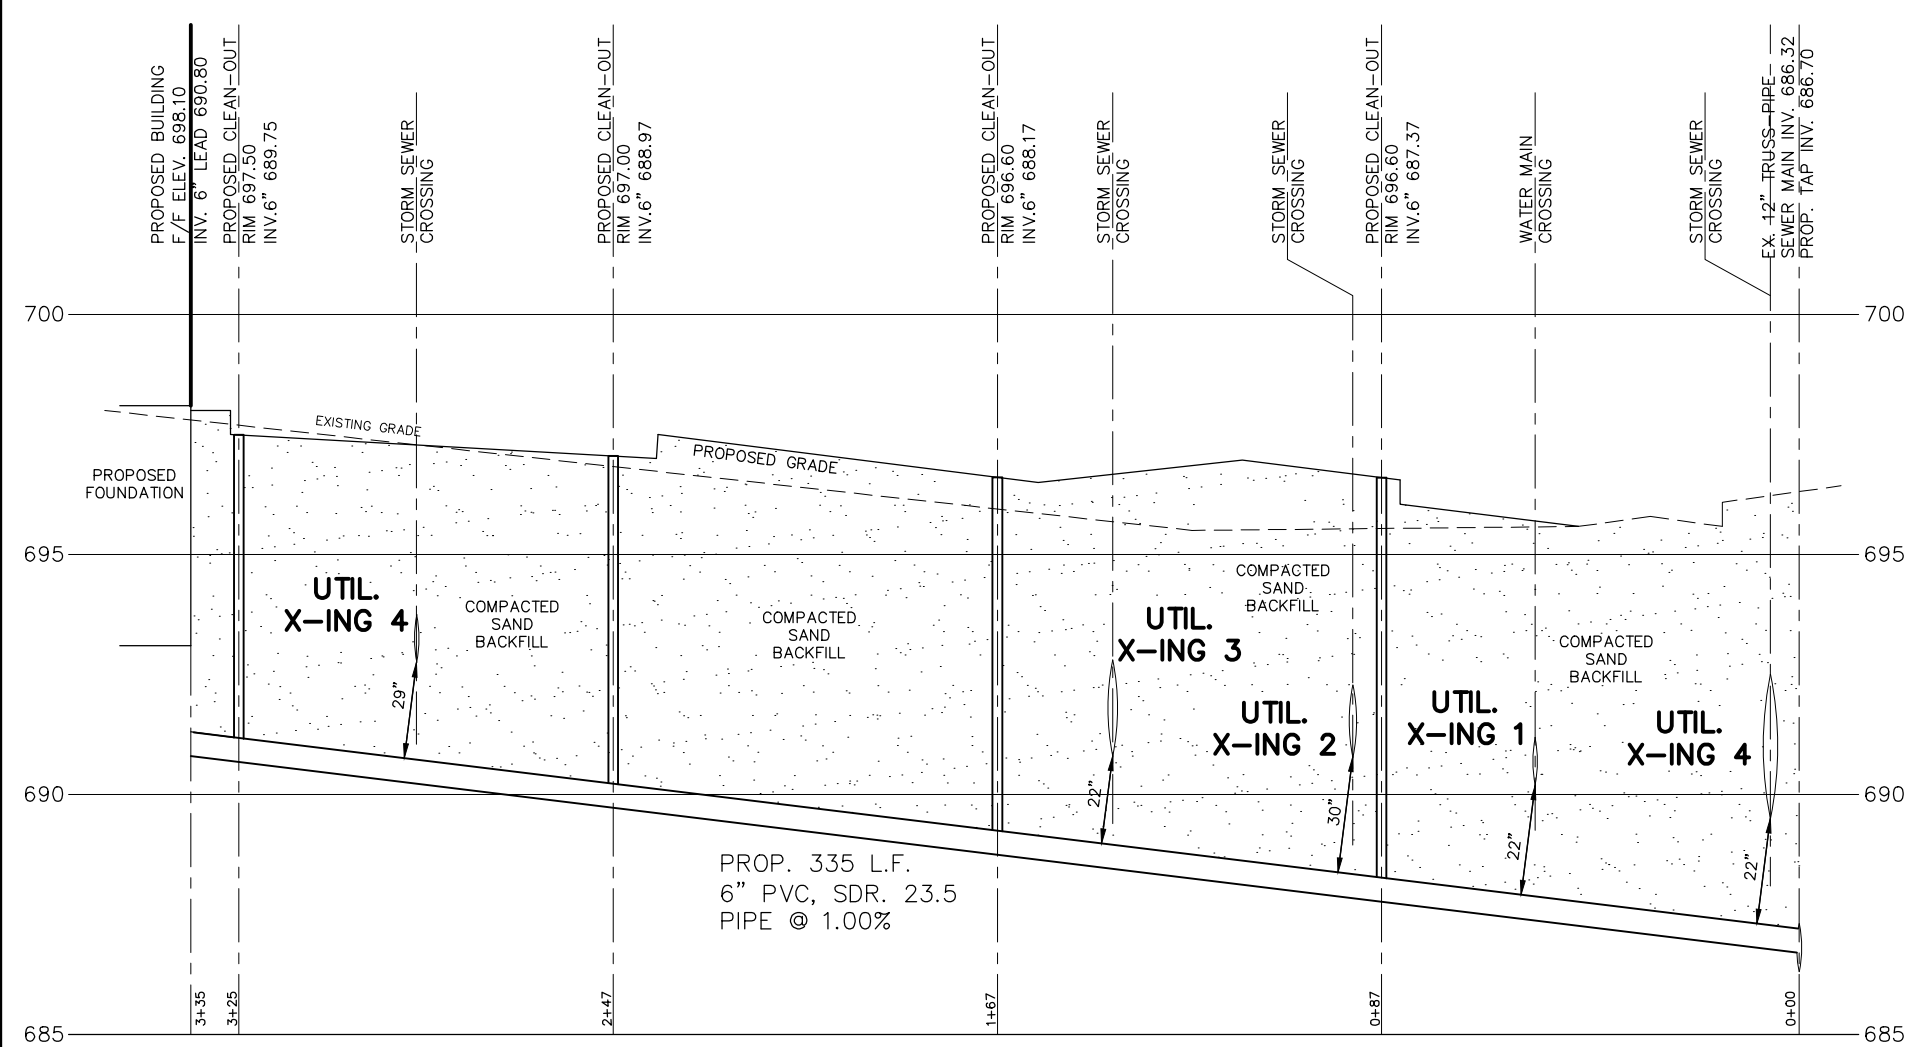 PROPOSED BUILDING
F/F ELEV. 698.10
INV. 6" LEAD 690.80
PROPOSED CLEAN-OUT
RIM 697.50
INV.6" 689.75
STORM SEWER
CROSSING
PROPOSED CLEAN-OUT
RIM 697.00
INV.6" 688.97
PROPOSED CLEAN-OUT
RIM 696.60
INV.6" 688.17
STORM SEWER
CROSSING
STORM SEWER
CROSSING
PROPOSED CLEAN-OUT
RIM 696.60
INV.6" 687.37
WATER MAIN
CROSSING
STORM SEWER
CROSSING
EX. 12" TRUSS-PIPE
SEWER MAIN INV. 686.32
PROP. TAP INV. 686.70
700
700
EXISTING GRADE
PROPOSED GRADE
PROPOSED
FOUNDATION
695
695
UTIL.
X-ING 4
COMPACTED
SAND
BACKFILL
COMPACTED
SAND
BACKFILL
UTIL.
X-ING 3
COMPACTED
SAND
BACKFILL
UTIL.
X-ING 2
UTIL.
X-ING 1
COMPACTED
SAND
BACKFILL
UTIL.
X-ING 4
29"
22"
30"
22"
22"
690
690
PROP. 335 L.F.
6" PVC, SDR. 23.5
PIPE @ 1.00%
3+35
3+25
2+47
1+67
0+87
0+00
685
685